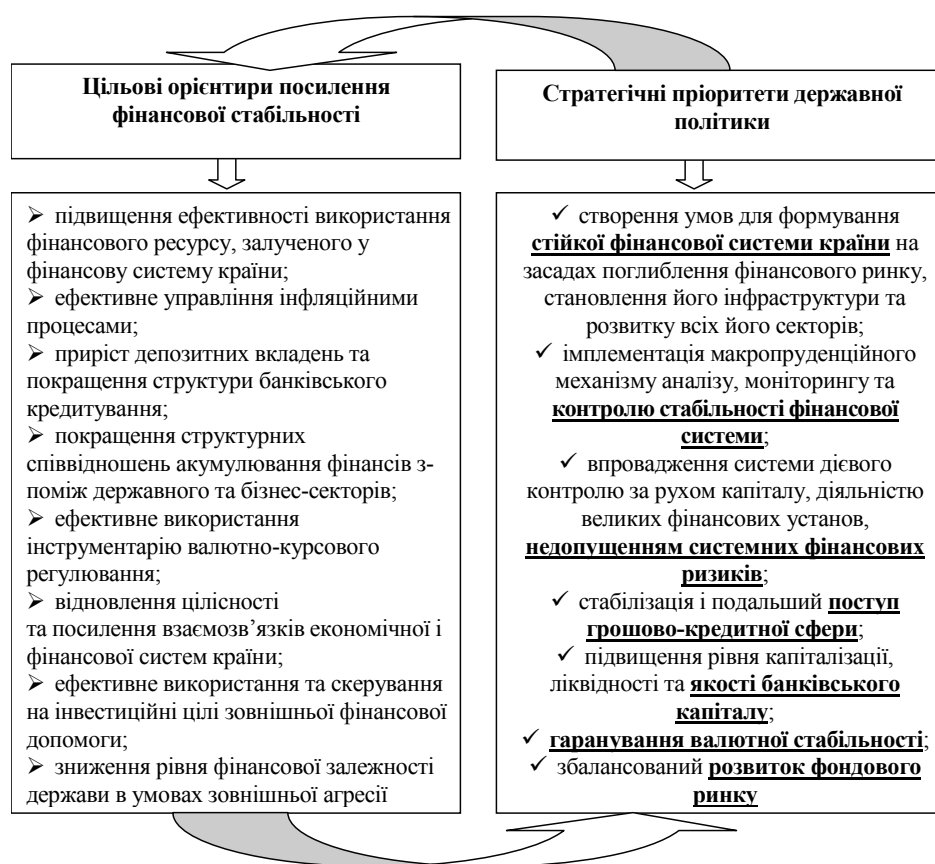 Цільові орієнтири посилення
фінансової стабільності
Стратегічні пріоритети державної
політики
➢ підвищення ефективності використання
фінансового ресурсу, залученого у
фінансову систему країни;
➢ ефективне управління інфляційними
процесами;
➢ приріст депозитних вкладень та
покращення структури банківського
кредитування;
➢ покращення структурних
співвідношень акумулювання фінансів з-
поміж державного та бізнес-секторів;
➢ ефективне використання
інструментарію валютно-курсового
регулювання;
➢ відновлення цілісності
та посилення взаємозв’язків економічної і
фінансової систем країни;
➢ ефективне використання та скерування
на інвестиційні цілі зовнішньої фінансової
допомоги;
➢ зниження рівня фінансової залежності
держави в умовах зовнішньої агресії
✓ створення умов для формування
стійкої фінансової системи країни на
засадах поглиблення фінансового ринку,
становлення його інфраструктури та
розвитку всіх його секторів;
✓ імплементація макропруденційного
механізму аналізу, моніторингу та
контролю стабільності фінансової
системи;
✓ впровадження системи дієвого
контролю за рухом капіталу, діяльністю
великих фінансових установ,
недопущенням системних фінансових
ризиків;
✓ стабілізація і подальший поступ
грошово-кредитної сфери;
✓ підвищення рівня капіталізації,
ліквідності та якості банківського
капіталу;
✓ гаранування валютної стабільності;
✓ збалансований розвиток фондового
ринку